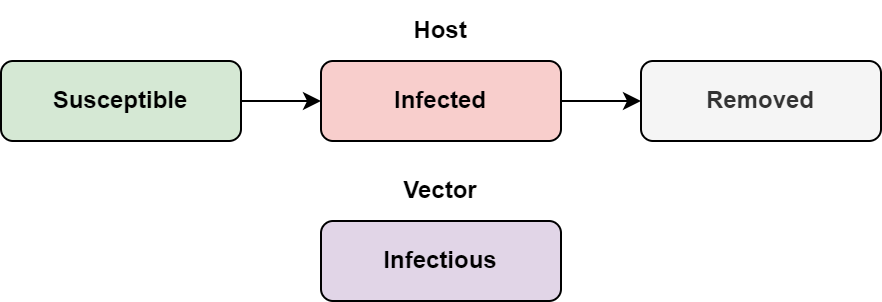 Host
Susceptible
Infected
Removed
Vector
Infectious